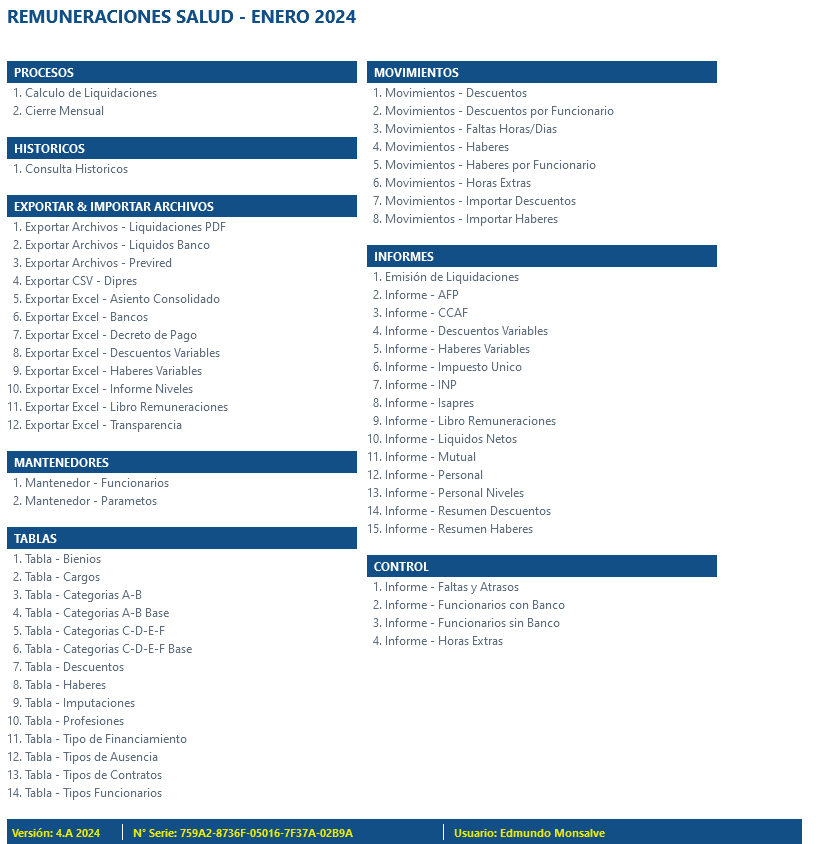 REMUNERACIONES SALUD - ENERO 2024
PROCESOS
1. Calculo de Liquidaciones
2. Cierre Mensual
HISTORICOS
1. Consulta Historicos
EXPORTAR & IMPORTAR ARCHIVOS
1. Exportar Archivos - Liquidaciones PDF
2. Exportar Archivos - Liquidos Banco
3. Exportar Archivos - Previred
4. Exportar CSV - Dipres
5. Exportar Excel - Asiento Consolidado
6. Exportar Excel - Bancos
7. Exportar Excel - Decreto de Pago
8. Exportar Excel - Descuentos Variables
9. Exportar Excel - Haberes Variables
10. Exportar Excel - Informe Niveles
11. Exportar Excel - Libro Remuneraciones
12. Exportar Excel - Transparencia
MANTENEDORES
1. Mantenedor - Funcionarios
2. Mantenedor - Parametos
TABLAS
1. Tabla - Bienios
2. Tabla - Cargos
3. Tabla - Categorias A-B
4. Tabla - Categorias A-B Base
5. Tabla - Categorias C-D-E-F
6. Tabla - Categorias C-D-E-F Base
7. Tabla - Descuentos
8. Tabla - Haberes
9. Tabla - Imputaciones
10. Tabla - Profesiones
11. Tabla - Tipo de Financiamiento
12. Tabla - Tipos de Ausencia
13. Tabla - Tipos de Contratos
14. Tabla - Tipos Funcionarios
MOVIMIENTOS
1. Movimientos - Descuentos
2. Movimientos - Descuentos por Funcionario
3. Movimientos - Faltas Horas/Dias
4. Movimientos - Haberes
5. Movimientos - Haberes por Funcionario
6. Movimientos - Horas Extras
7. Movimientos - Importar Descuentos
8. Movimientos - Importar Haberes
INFORMES
1. Emisión de Liquidaciones
2. Informe - AFP
3. Informe - CCAF
4. Informe - Descuentos Variables
5. Informe - Haberes Variables
6. Informe - Impuesto Unico
7. Informe - INP
8. Informe - Isapres
9. Informe - Libro Remuneraciones
10. Informe - Liquidos Netos
11. Informe - Mutual
12. Informe - Personal
13. Informe - Personal Niveles
14. Informe - Resumen Descuentos
15. Informe - Resumen Haberes
CONTROL
1. Informe - Faltas y Atrasos
2. Informe - Funcionarios con Banco
3. Informe - Funcionarios sin Banco
4. Informe - Horas Extras
Versión: 4.A 2024 N° Serie: 759A2-8736F-05016-7F37A-02B9A Usuario: Edmundo Monsalve